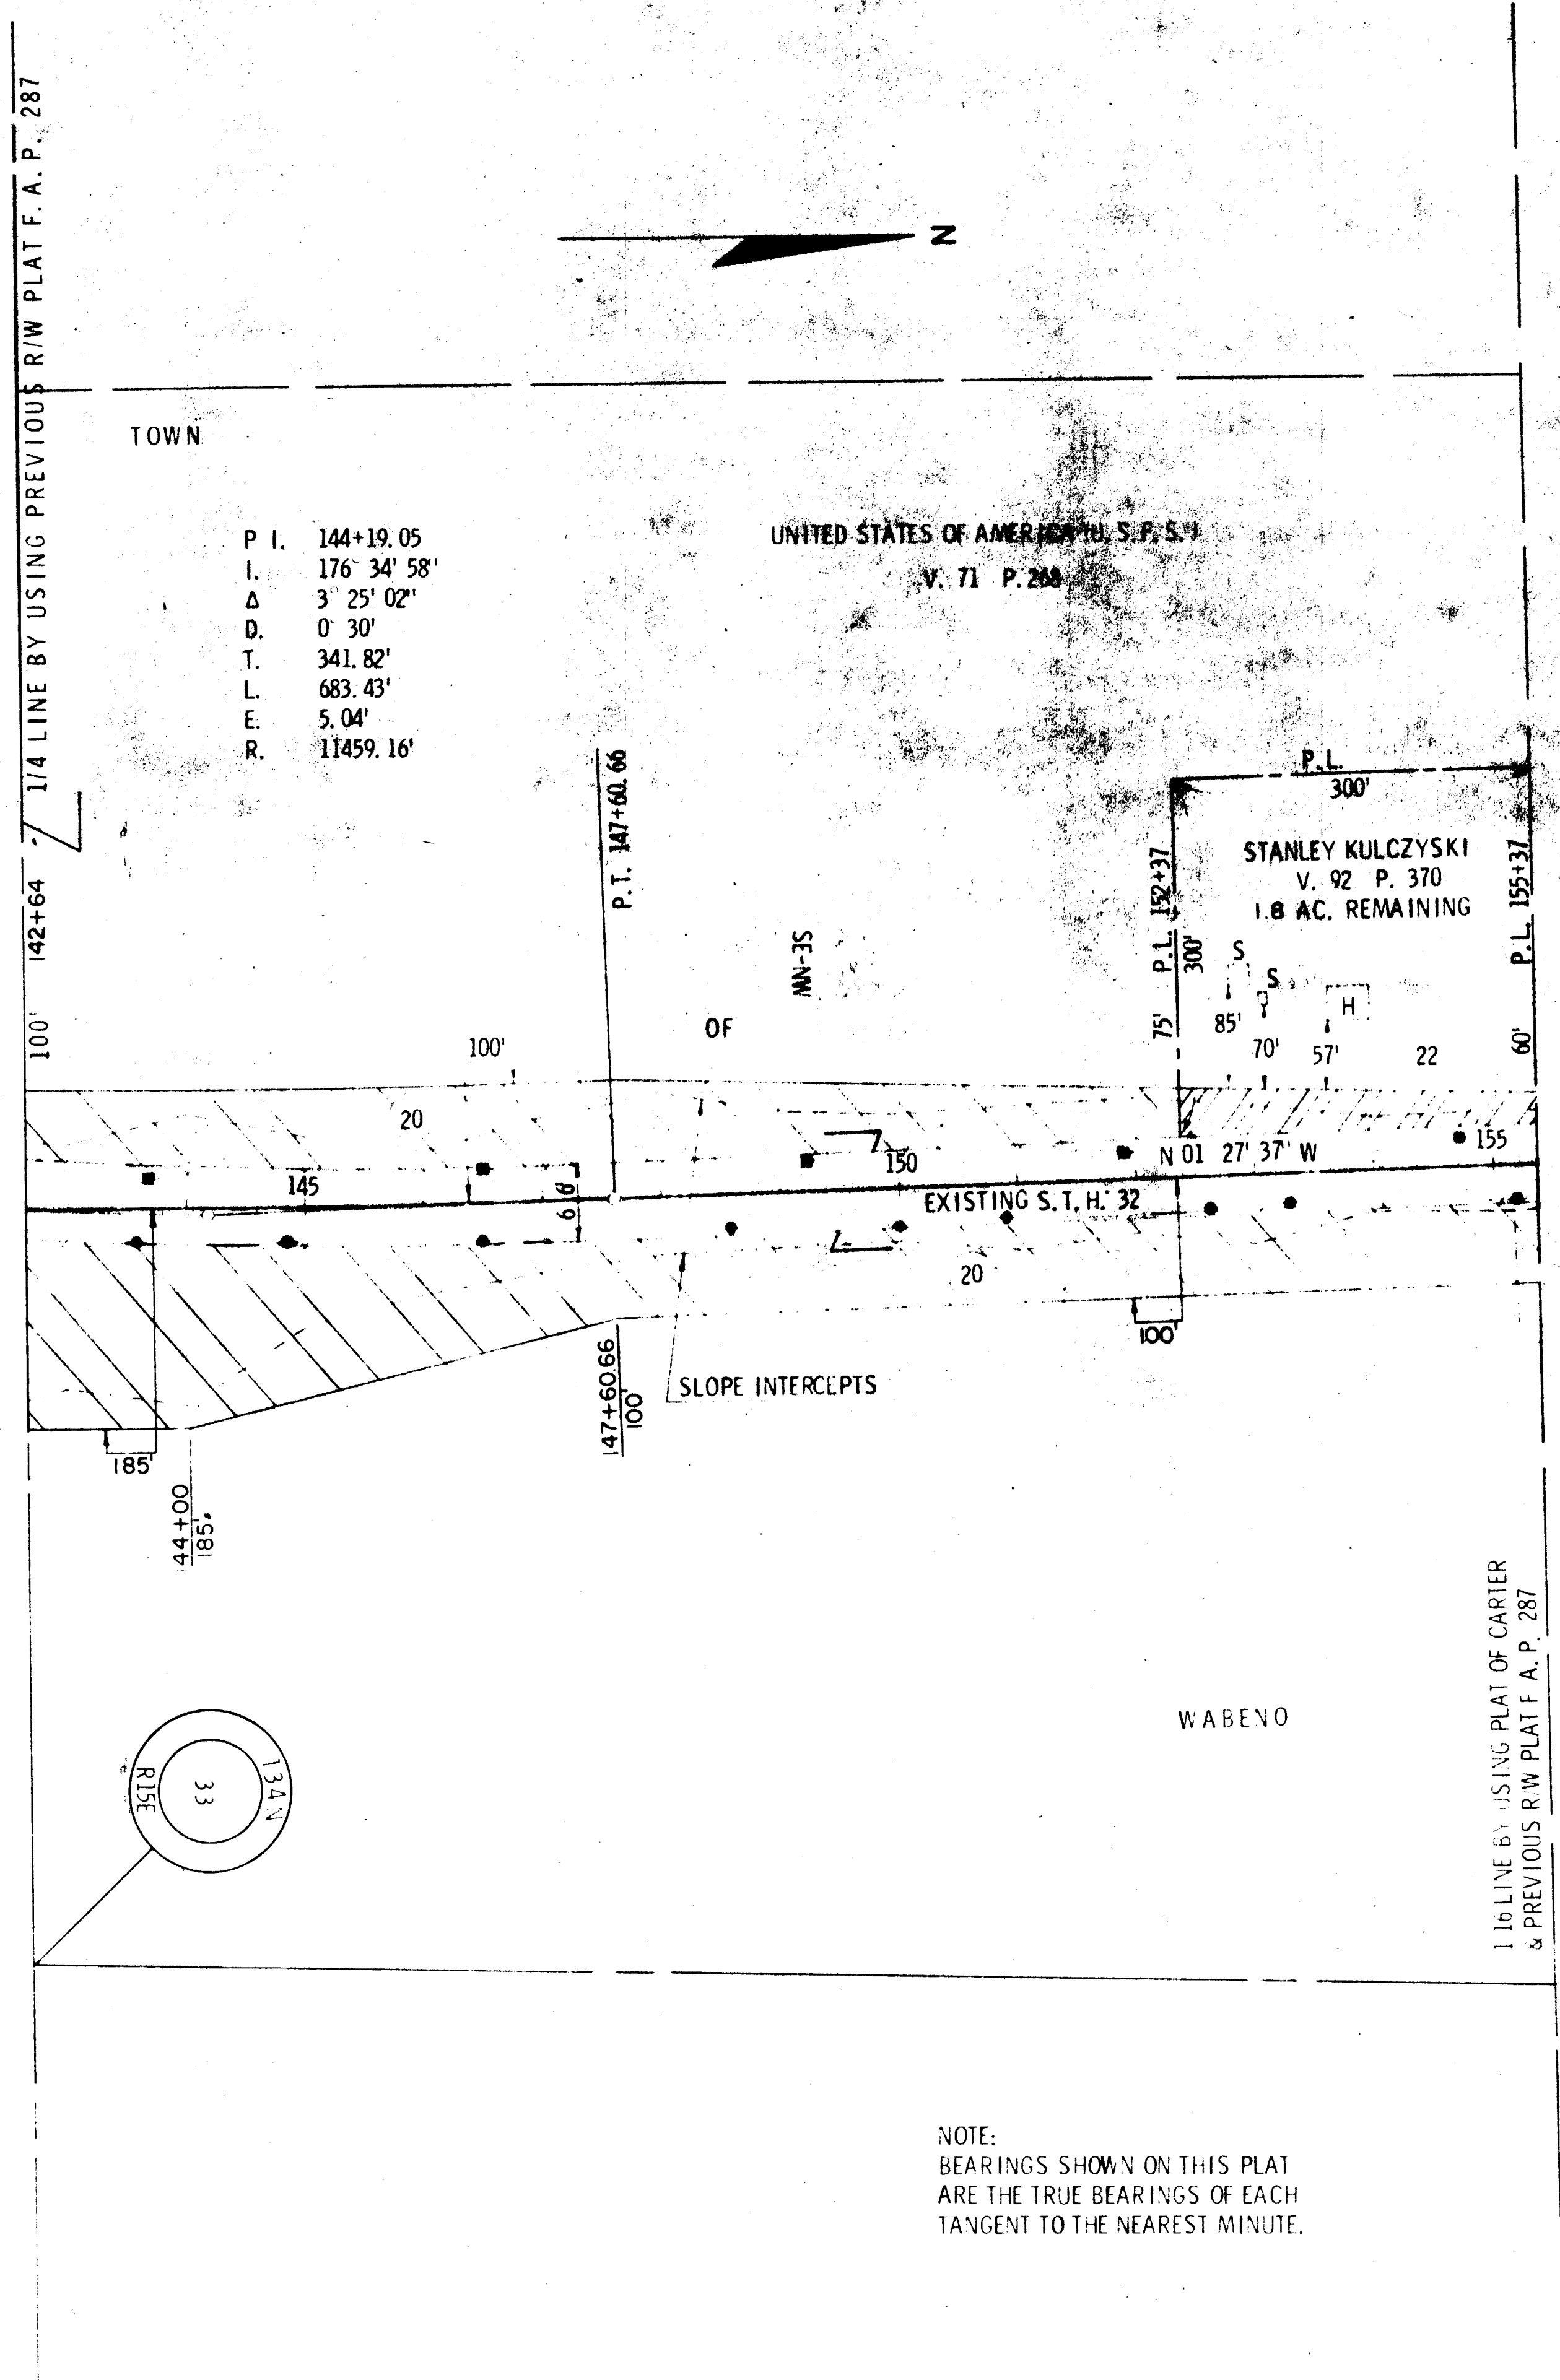 1/4 LINE BY USING PREVIOUS R/W PLAT F. A. P. 287
142+64
100'
N
TOWN
P I. 144+19.05
I. 176° 34' 58"
Δ 3° 25' 02"
D. 0° 30'
T. 341.82'
L. 683.43'
E. 5.04'
R. 11459.16'
UNITED STATES OF AMERICA (U. S. F. S.)
V. 71 P. 268
P.T. 147+60.66
P.L.
300'
STANLEY KULCZYSKI
V. 92 P. 370
1.8 AC. REMAINING
P.L. 152+37
300'
75'
P.L. 155+37
60'
SE-NW
S
S
H
85'
70'
57'
22
OF
100'
20
145
150
155
N 01 27' 37" W
66'
EXISTING S. T. H. 32
20
100'
SLOPE INTERCEPTS
147+60.66
100'
185'
144+00
185'
WABENO
T34N
33
R15E
1 16 LINE BY USING PLAT OF CARTER
& PREVIOUS R/W PLAT F A. P. 287
NOTE:
BEARINGS SHOWN ON THIS PLAT
ARE THE TRUE BEARINGS OF EACH
TANGENT TO THE NEAREST MINUTE.